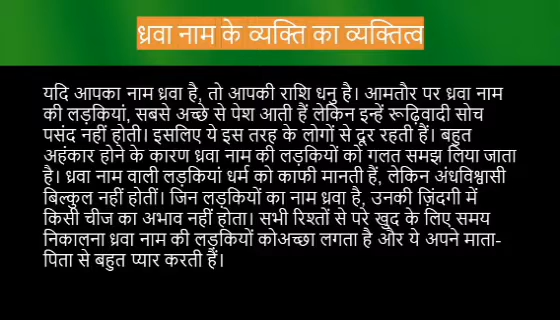 ध्रवा नाम के व्यक्ति का व्यक्तित्व
यदि आपका नाम ध्रवा है, तो आपकी राशि धनु है। आमतौर पर ध्रवा नाम
की लड़कियां, सबसे अच्छे से पेश आती हैं लेकिन इन्हें रूढ़िवादी सोच
पसंद नहीं होती। इसलिए ये इस तरह के लोगों से दूर रहती हैं। बहुत
अहंकार होने के कारण ध्रवा नाम की लड़कियों को गलत समझ लिया जाता
है। ध्रवा नाम वाली लड़कियां धर्म को काफी मानती हैं, लेकिन अंधविश्वासी
बिल्कुल नहीं होतीं। जिन लड़कियों का नाम ध्रवा है, उनकी ज़िंदगी में
किसी चीज का अभाव नहीं होता। सभी रिश्तों से परे खुद के लिए समय
निकालना ध्रवा नाम की लड़कियों कोअच्छा लगता है और ये अपने माता-
पिता से बहुत प्यार करती हैं।